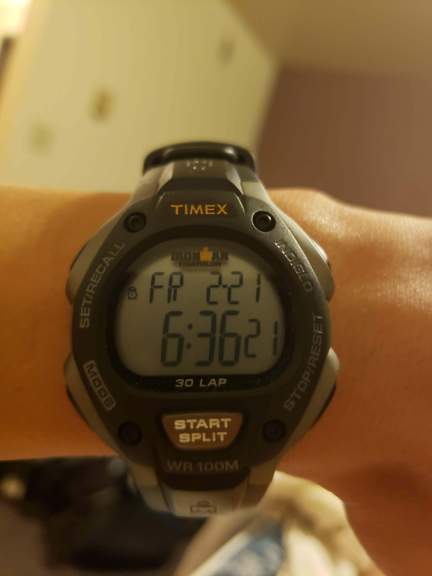 TIMEX
IRONMAN
SET/RECALL
INDIGLO
FR 2-21
6:36 21
MODE
STOP/RESET
30 LAP
START
SPLIT
WR 100M